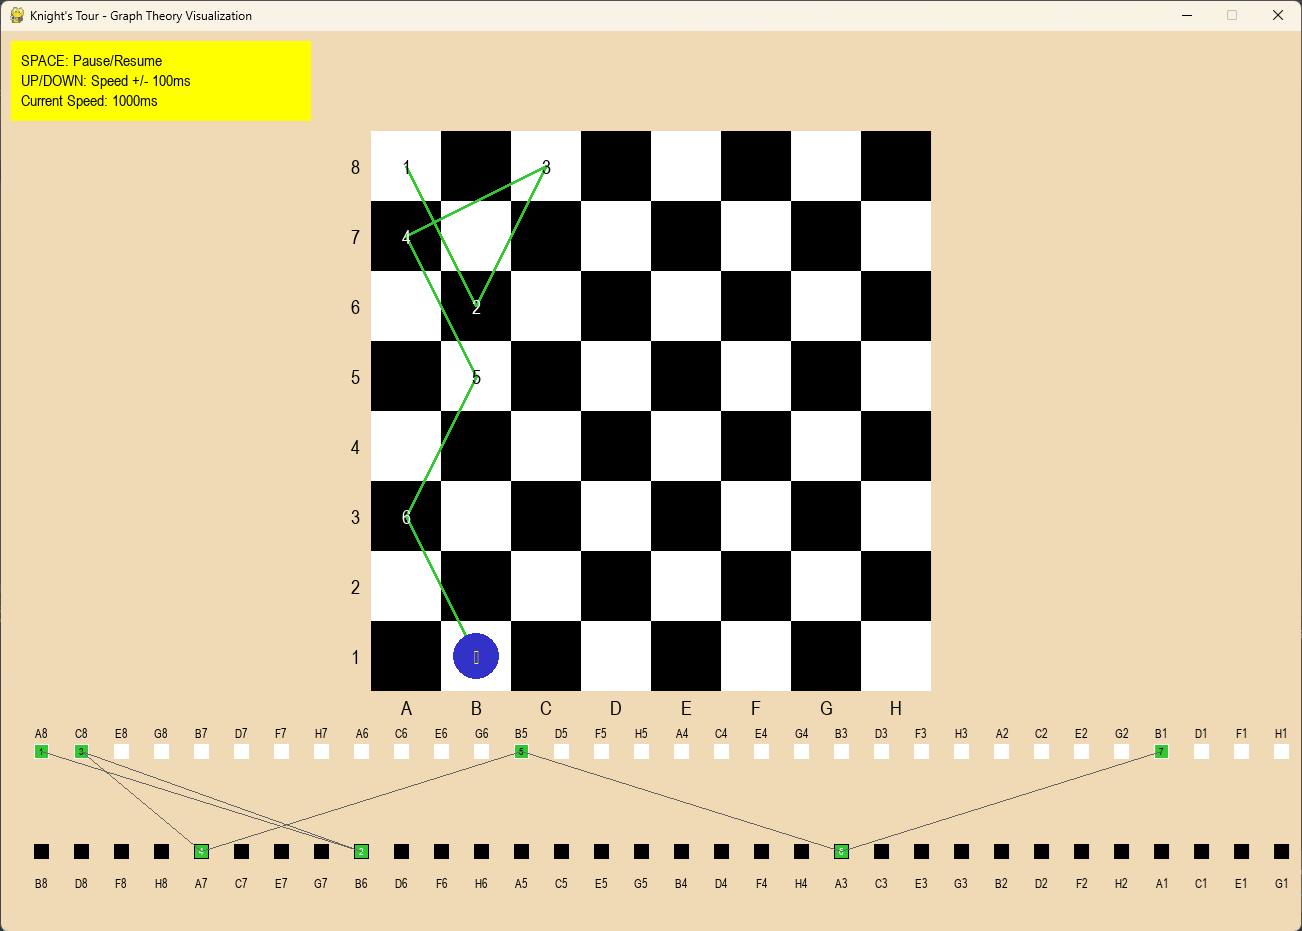 Knight's Tour - Graph Theory Visualization
SPACE: Pause/Resume
UP/DOWN: Speed +/- 100ms
Current Speed: 1000ms
8 1 3
7 4
6 2
5 5
4
3 6
2
1
A B C D E F G H
A8 C8 E8 G8 B7 D7 F7 H7 A6 C6 E6 G6 B5 D5 F5 H5 A4 C4 E4 G4 B3 D3 F3 H3 A2 C2 E2 G2 B1 D1 F1 H1
1 3 5 7
4 2 6
B8 D8 F8 H8 A7 C7 E7 G7 B6 D6 F6 H6 A5 C5 E5 G5 B4 D4 F4 H4 A3 C3 E3 G3 B2 D2 F2 H2 A1 C1 E1 G1